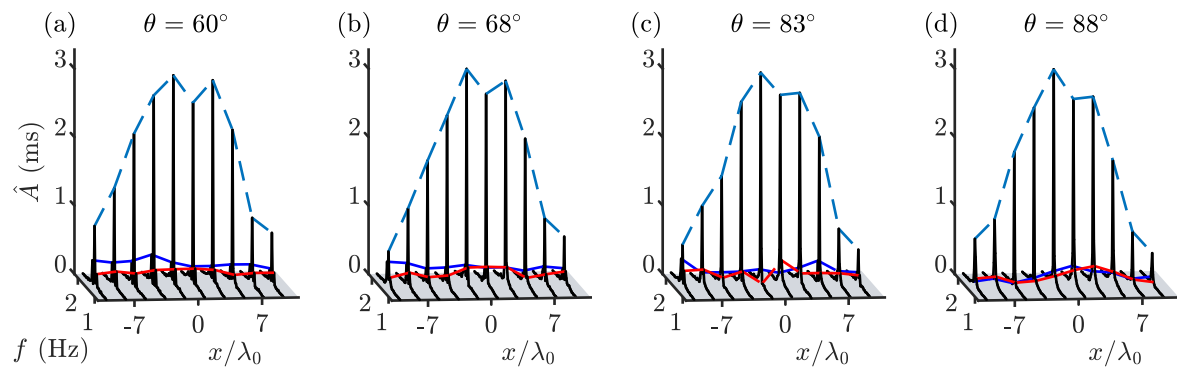 (a) θ = 60° (b) θ = 68° (c) θ = 83° (d) θ = 88°
3 3 3 3
2 2 2 2
Â (ms)
1 1 1 1
0 0 0 0
2 2 2 2
1 -7 0 7 1 -7 0 7 1 -7 0 7 1 -7 0 7
f (Hz) x/λ₀ x/λ₀ x/λ₀ x/λ₀